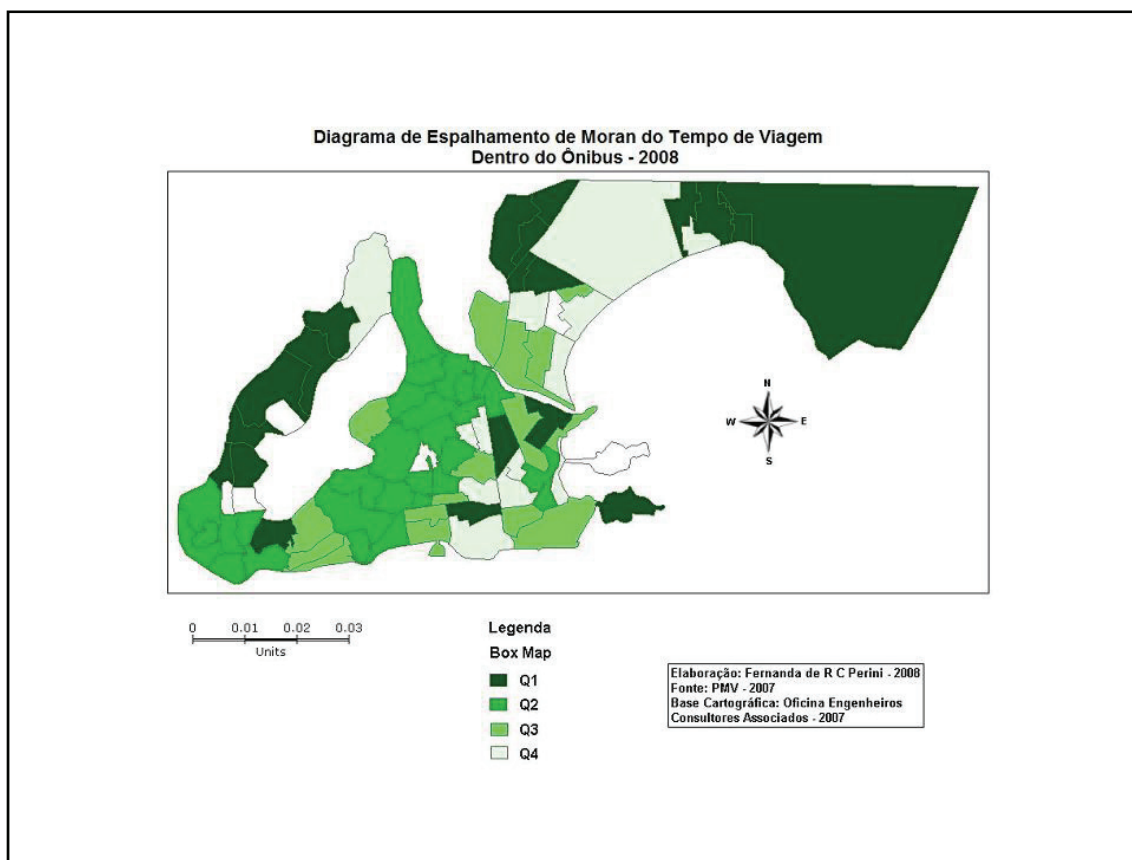 Diagrama de Espalhamento de Moran do Tempo de Viagem
Dentro do Ônibus - 2008
N
W E
S
0 0.01 0.02 0.03
Units
Legenda
Box Map
Q1
Q2
Q3
Q4
Elaboração: Fernanda de R C Perini - 2008
Fonte: PMV - 2007
Base Cartográfica: Oficina Engenheiros
Consultores Associados - 2007